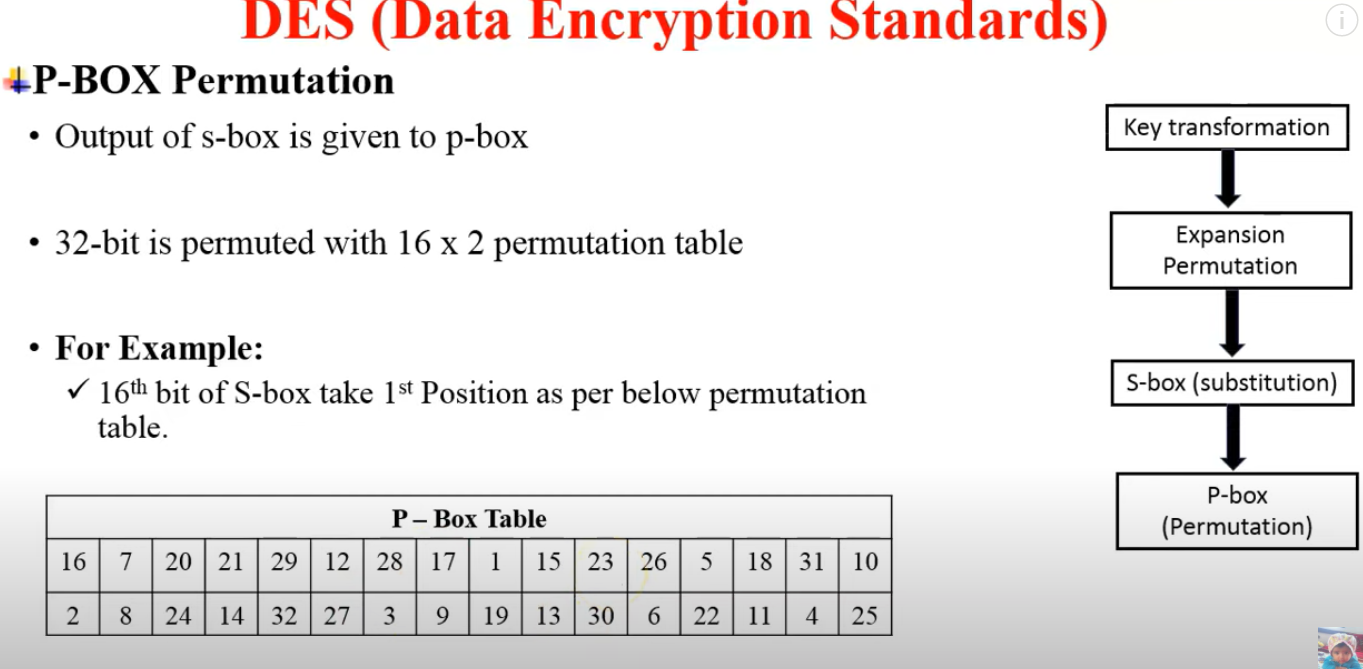 DES (Data Encryption Standards)
P-BOX Permutation
• Output of s-box is given to p-box
• 32-bit is permuted with 16 x 2 permutation table
• For Example:
✓ 16th bit of S-box take 1st Position as per below permutation
table.
P – Box Table
16 7 20 21 29 12 28 17 1 15 23 26 5 18 31 10
2 8 24 14 32 27 3 9 19 13 30 6 22 11 4 25
Key transformation
Expansion
Permutation
S-box (substitution)
P-box
(Permutation)